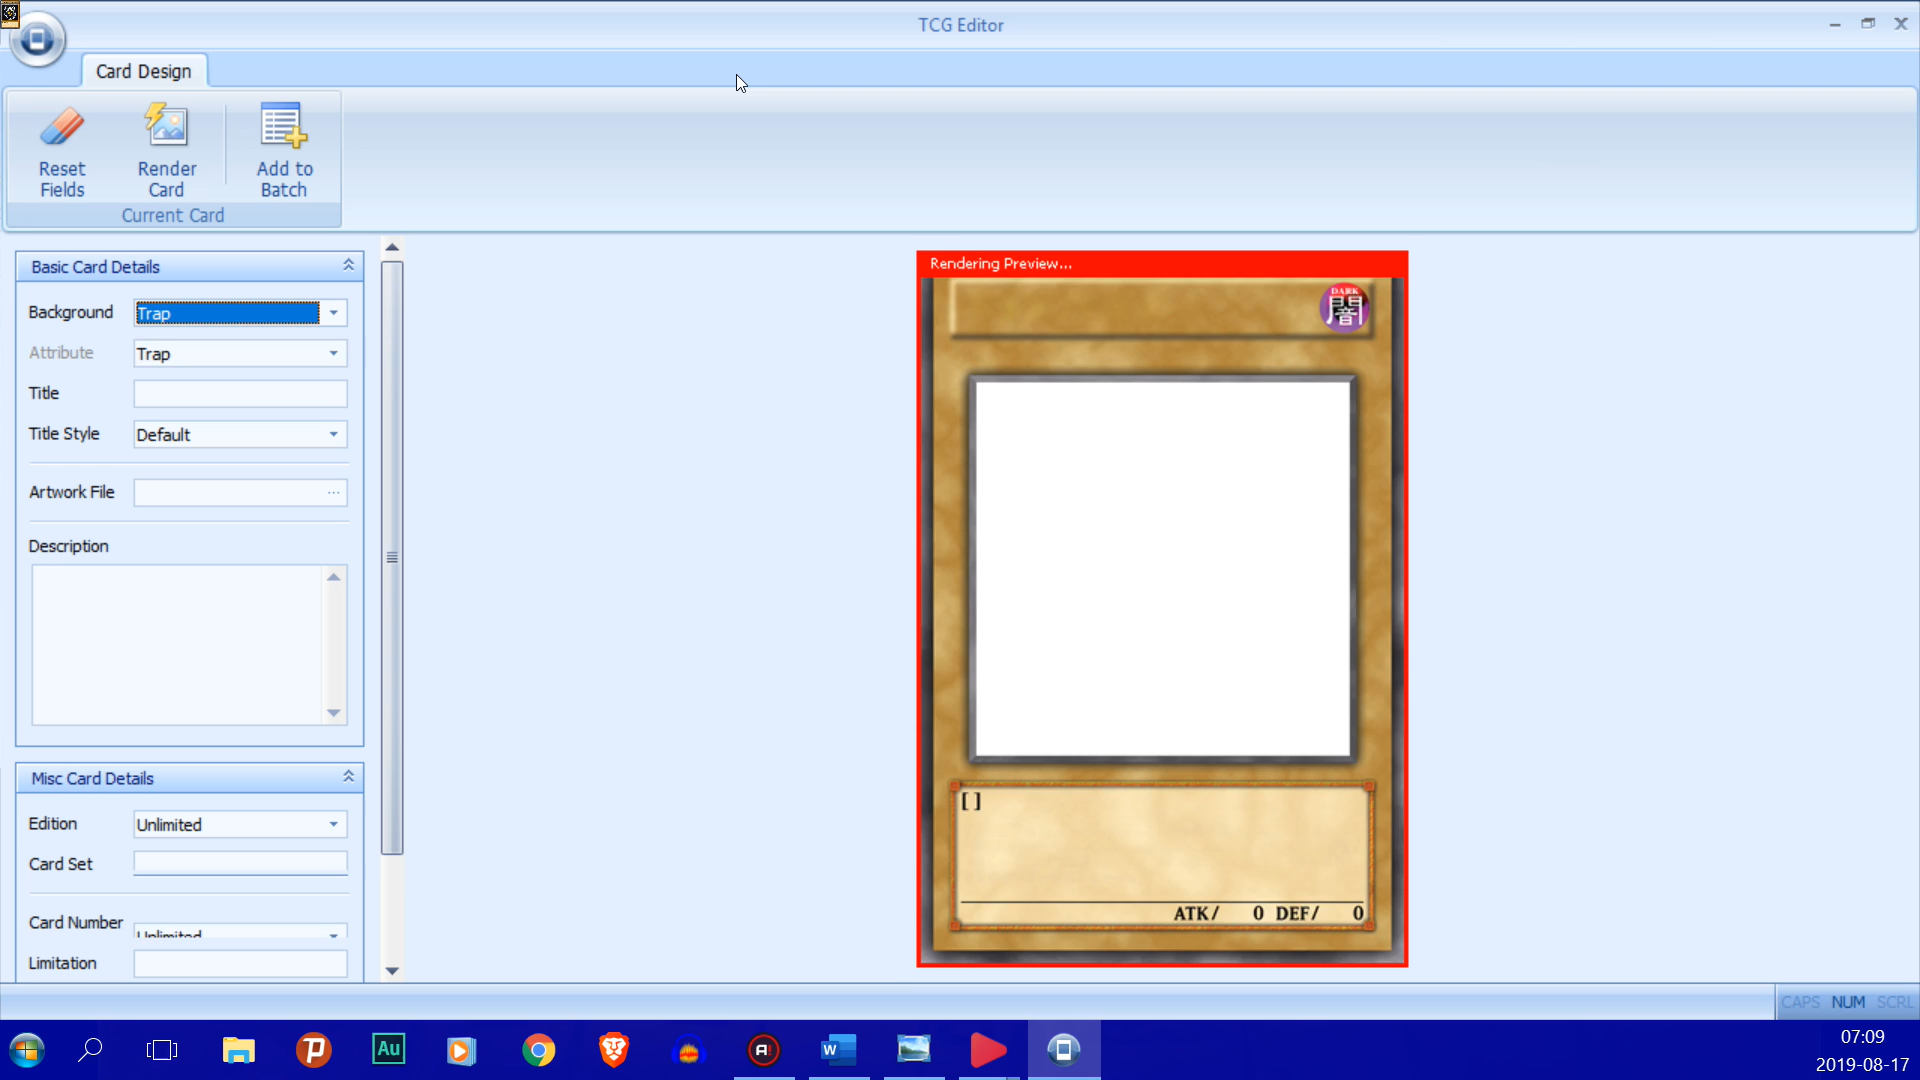 TCG Editor
Card Design
Reset Fields
Render Card
Add to Batch
Current Card
Basic Card Details
Background Trap
Attribute Trap
Title
Title Style Default
Artwork File ...
Description
Misc Card Details
Edition Unlimited
Card Set
Card Number Unlimited
Limitation
Rendering Preview...
DARK
闇
[ ]
ATK/ 0 DEF/ 0
CAPS NUM SCRL
Au
A!
W
07:09
2019-08-17